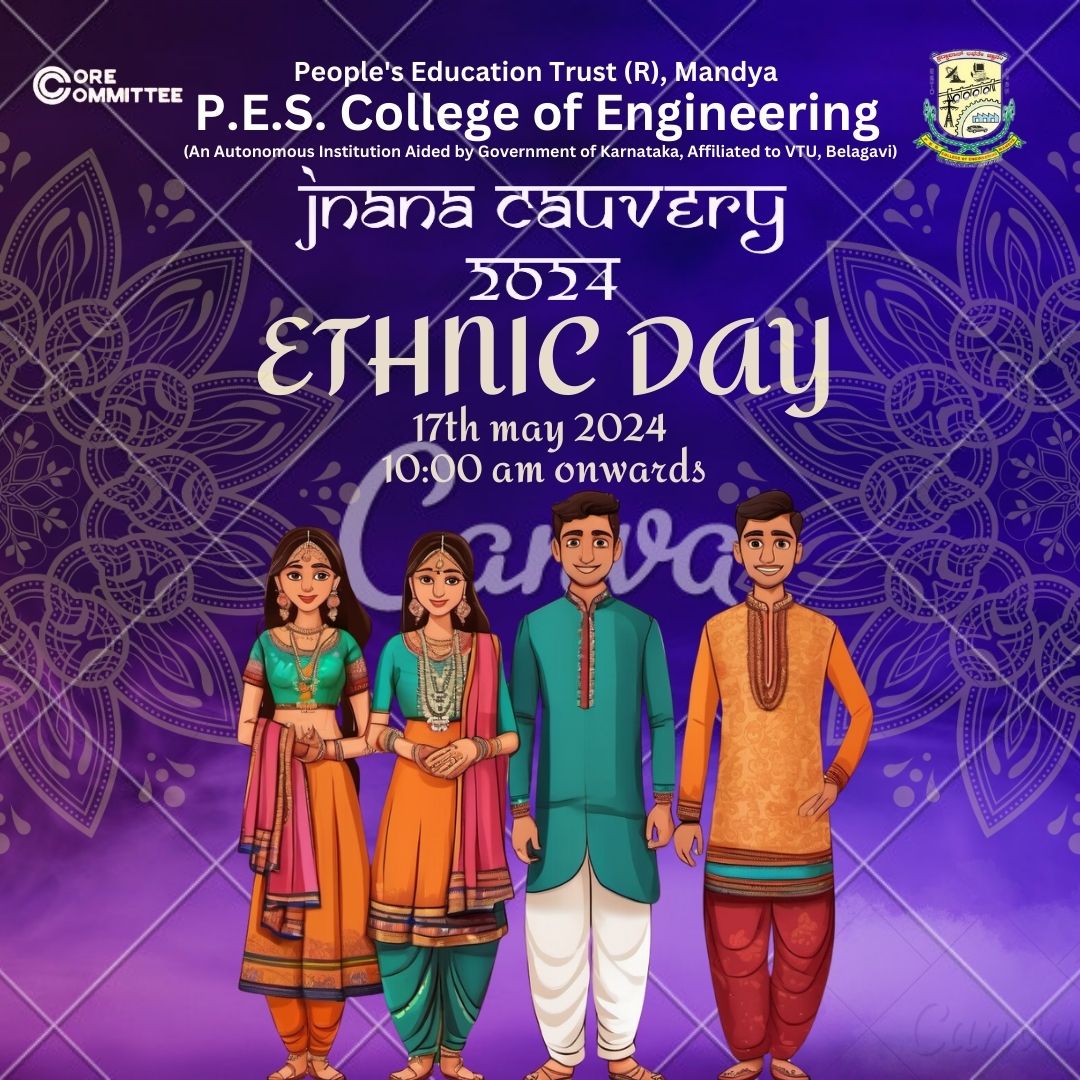 CORE
COMMITTEE
People's Education Trust (R), Mandya
P.E.S. College of Engineering
(An Autonomous Institution Aided by Government of Karnataka, Affiliated to VTU, Belagavi)
Jnana Cauvery
2024
ETHNIC DAY
17th may 2024
10:00 am onwards
Canva
Canva